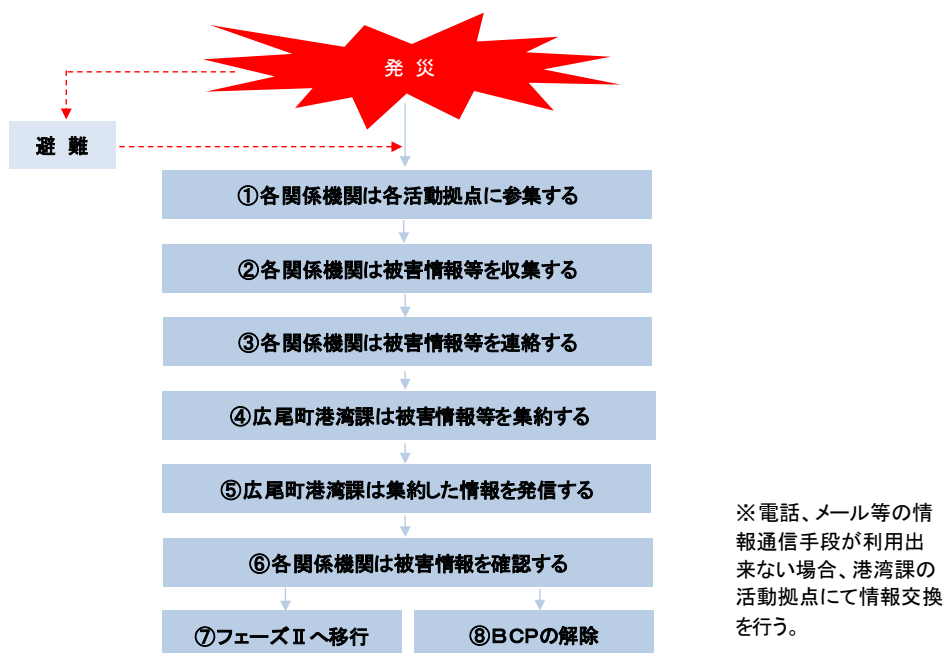 発 災
避 難
①各関係機関は各活動拠点に参集する
②各関係機関は被害情報等を収集する
③各関係機関は被害情報等を連絡する
④広尾町港湾課は被害情報等を集約する
⑤広尾町港湾課は集約した情報を発信する
⑥各関係機関は被害情報を確認する
⑦フェーズⅡへ移行
⑧BCPの解除
※電話、メール等の情
報通信手段が利用出
来ない場合、港湾課の
活動拠点にて情報交換
を行う。